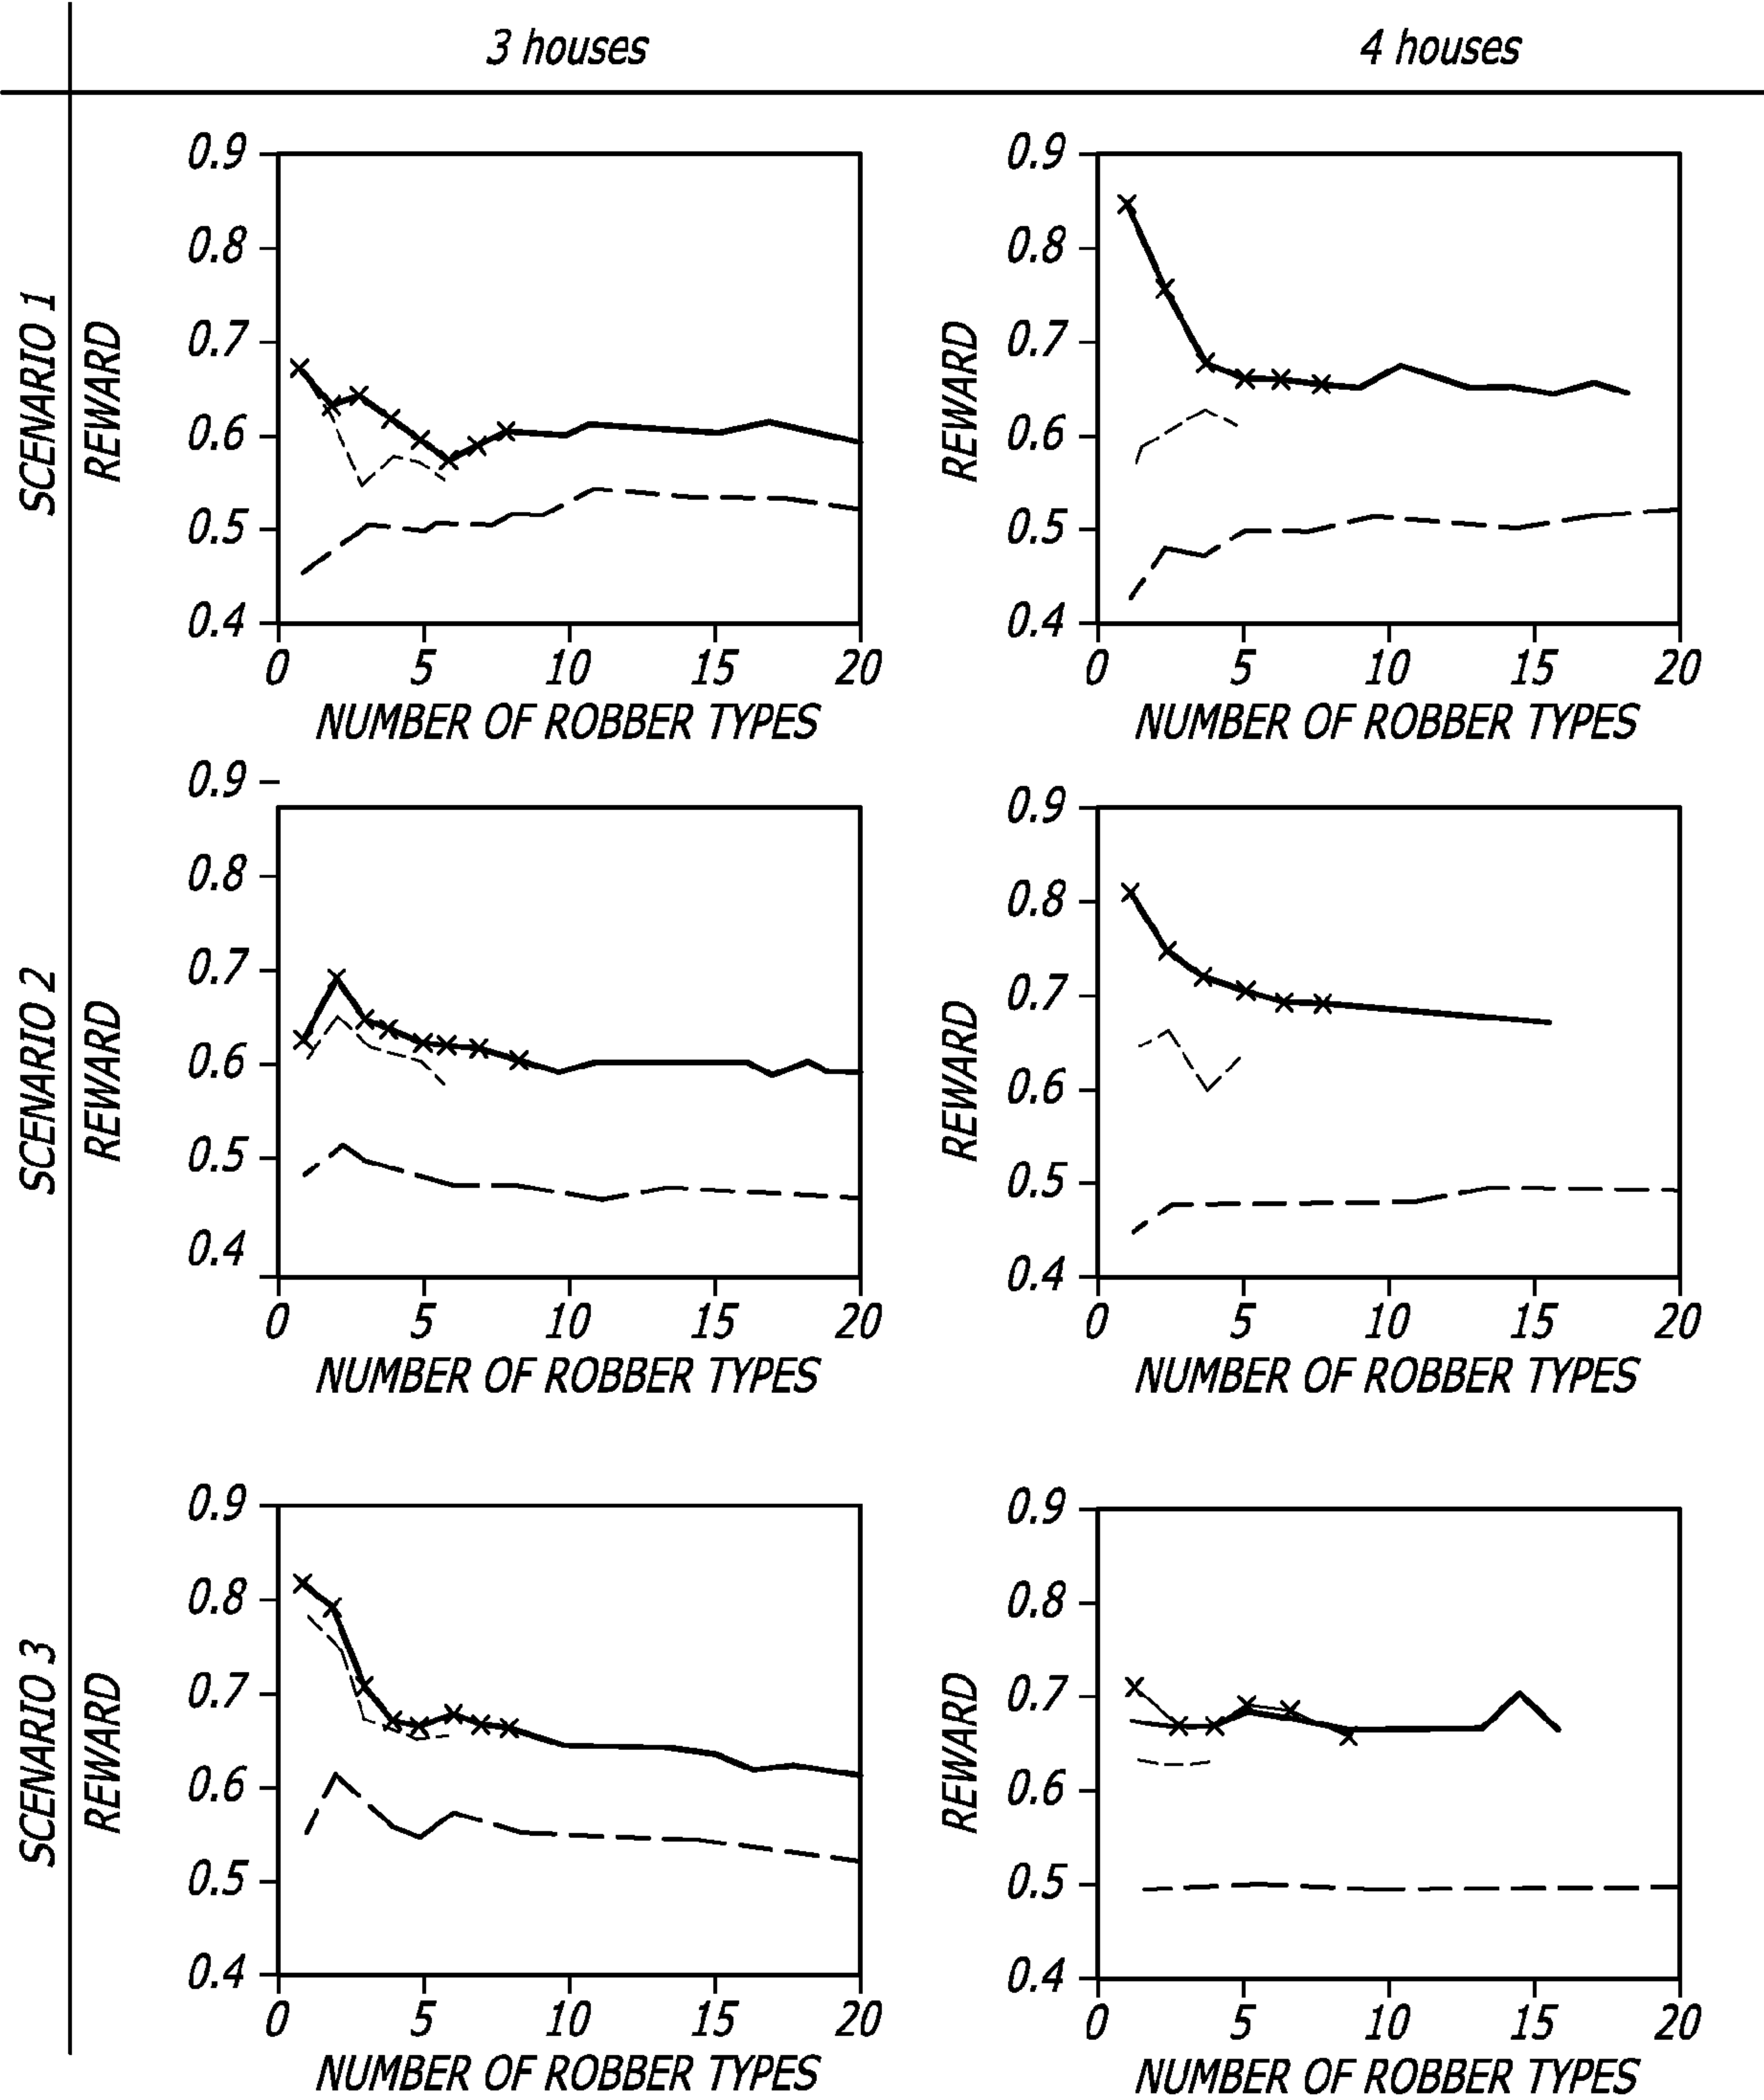 3 houses 4 houses
SCENARIO 1
REWARD
0.9
0.8
0.7
0.6
0.5
0.4
0 5 10 15 20
NUMBER OF ROBBER TYPES
REWARD
0.9
0.8
0.7
0.6
0.5
0.4
0 5 10 15 20
NUMBER OF ROBBER TYPES
SCENARIO 2
REWARD
0.9
0.8
0.7
0.6
0.5
0.4
0 5 10 15 20
NUMBER OF ROBBER TYPES
REWARD
0.9
0.8
0.7
0.6
0.5
0.4
0 5 10 15 20
NUMBER OF ROBBER TYPES
SCENARIO 3
REWARD
0.9
0.8
0.7
0.6
0.5
0.4
0 5 10 15 20
NUMBER OF ROBBER TYPES
REWARD
0.9
0.8
0.7
0.6
0.5
0.4
0 5 10 15 20
NUMBER OF ROBBER TYPES